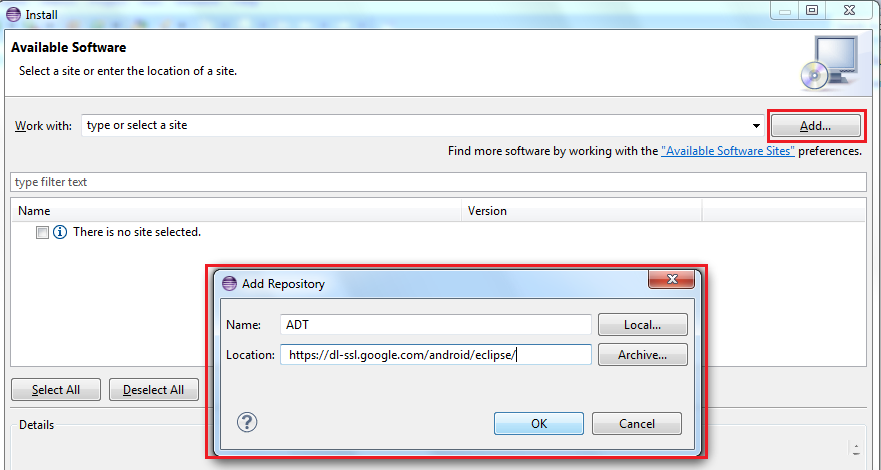 Install
Available Software
Select a site or enter the location of a site.
Work with: type or select a site Add...
Find more software by working with the "Available Software Sites" preferences.
type filter text
Name Version
There is no site selected.
Add Repository
Name: ADT Local...
Location: https://dl-ssl.google.com/android/eclipse/ Archive...
Select All Deselect All
? OK Cancel
Details